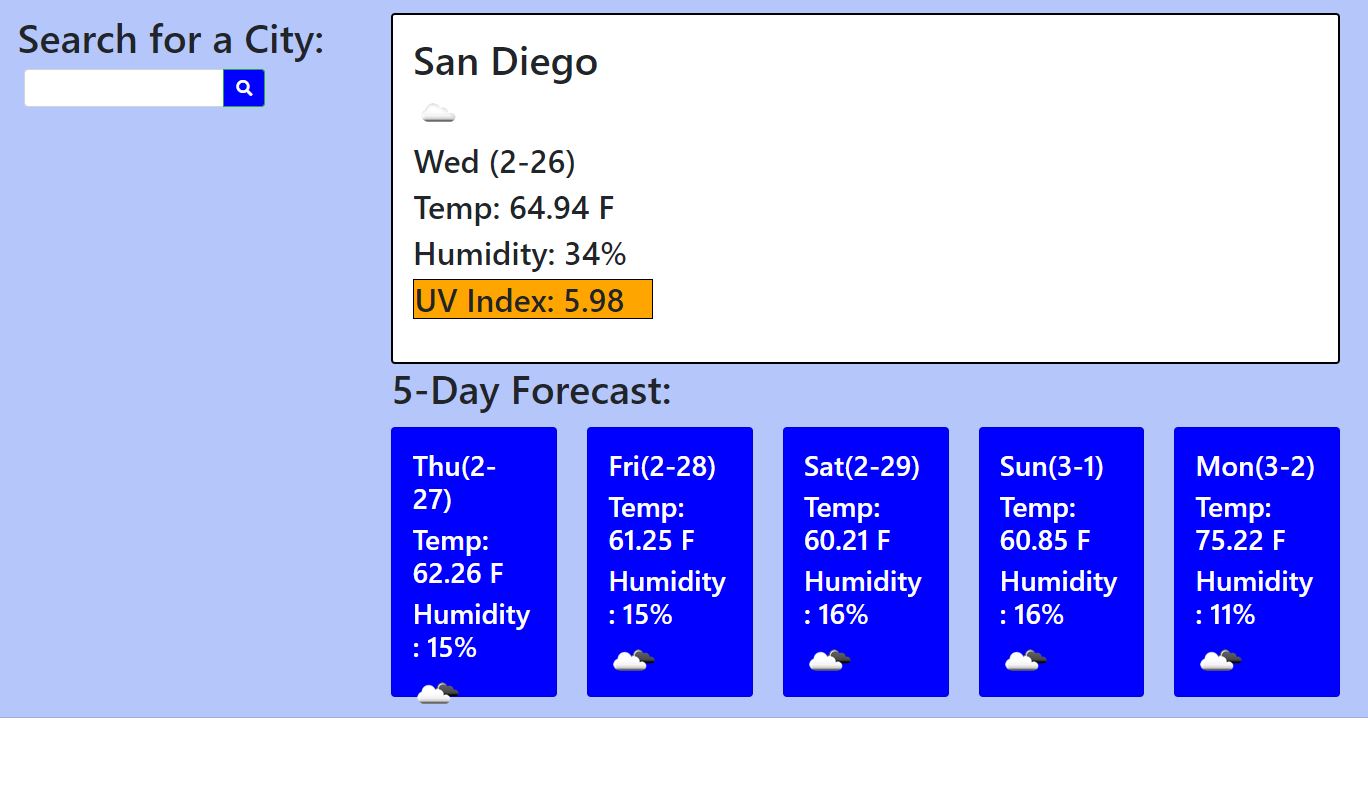 Search for a City:
San Diego
Wed (2-26)
Temp: 64.94 F
Humidity: 34%
UV Index: 5.98
5-Day Forecast:
Thu(2-
27)
Temp:
62.26 F
Humidity
: 15%
Fri(2-28)
Temp:
61.25 F
Humidity
: 15%
Sat(2-29)
Temp:
60.21 F
Humidity
: 16%
Sun(3-1)
Temp:
60.85 F
Humidity
: 16%
Mon(3-2)
Temp:
75.22 F
Humidity
: 11%